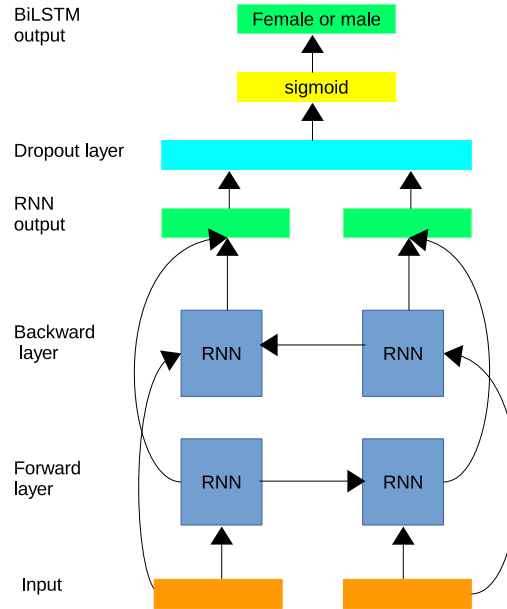 BiLSTM
output
Female or male
sigmoid
Dropout layer
RNN
output
Backward
layer
RNN
RNN
Forward
layer
RNN
RNN
Input